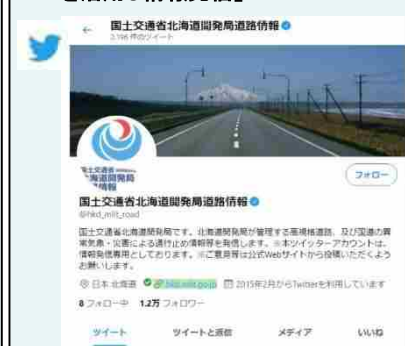 国土交通省北海道開発局道路情報
件のツイート
国土交通省
北海道開発局
道路情報
フォロー
国土交通省北海道開発局道路情報
@hkd_mlit_road
国土交通省北海道開発局です。北海道開発局が管理する高規格道路、及び国道の異
常気象・災害による通行止め情報等を発信します。※本ツイッターアカウントは、
情報発信専用としております。※ご意見等は公式Webサイトから投稿いただくよう
お願いします。
日本 北海道 hkd.mlit.go.jp 2015年2月からTwitterを利用しています
8 フォロー中 1.2万 フォロワー
ツイート ツイートと返信 メディア いいね